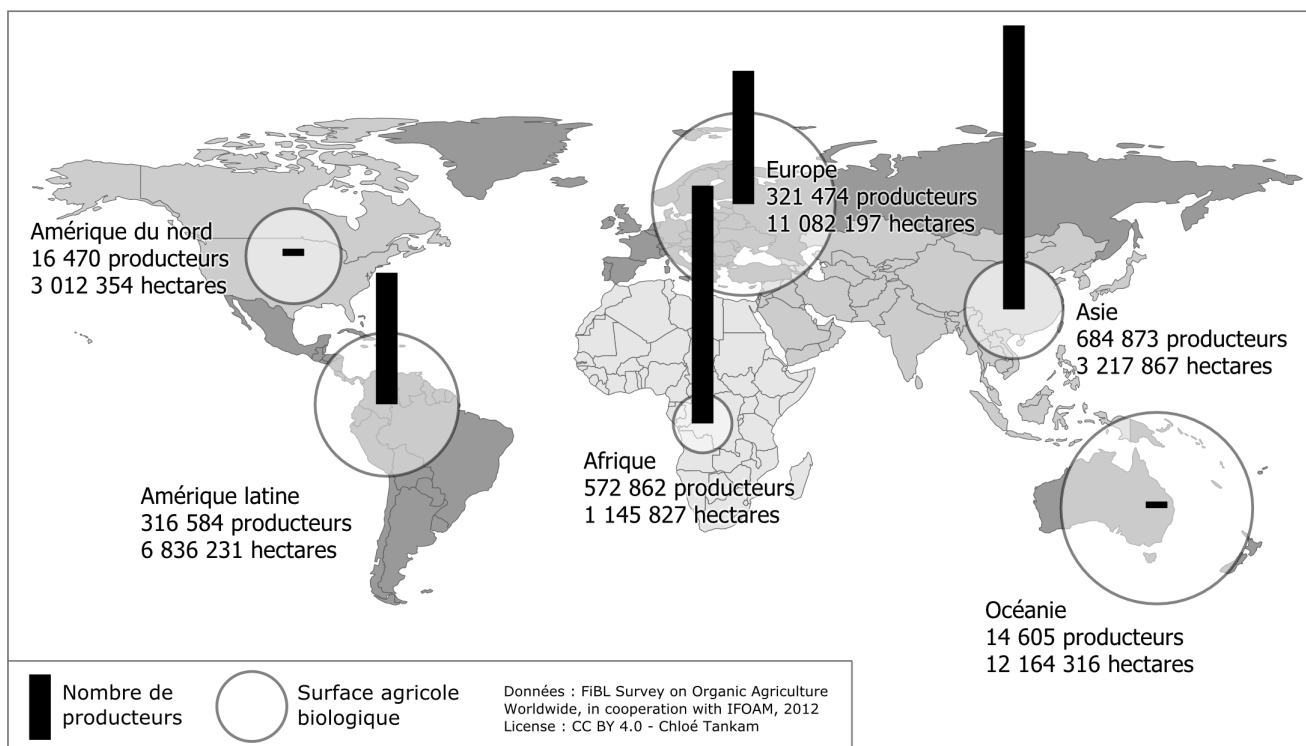 Europe
321 474 producteurs
11 082 197 hectares
Amérique du nord
16 470 producteurs
3 012 354 hectares
Asie
684 873 producteurs
3 217 867 hectares
Afrique
572 862 producteurs
1 145 827 hectares
Amérique latine
316 584 producteurs
6 836 231 hectares
Océanie
14 605 producteurs
12 164 316 hectares
Nombre de
producteurs
Surface agricole
biologique
Données : FiBL Survey on Organic Agriculture
Worldwide, in cooperation with IFOAM, 2012
License : CC BY 4.0 - Chloé Tankam